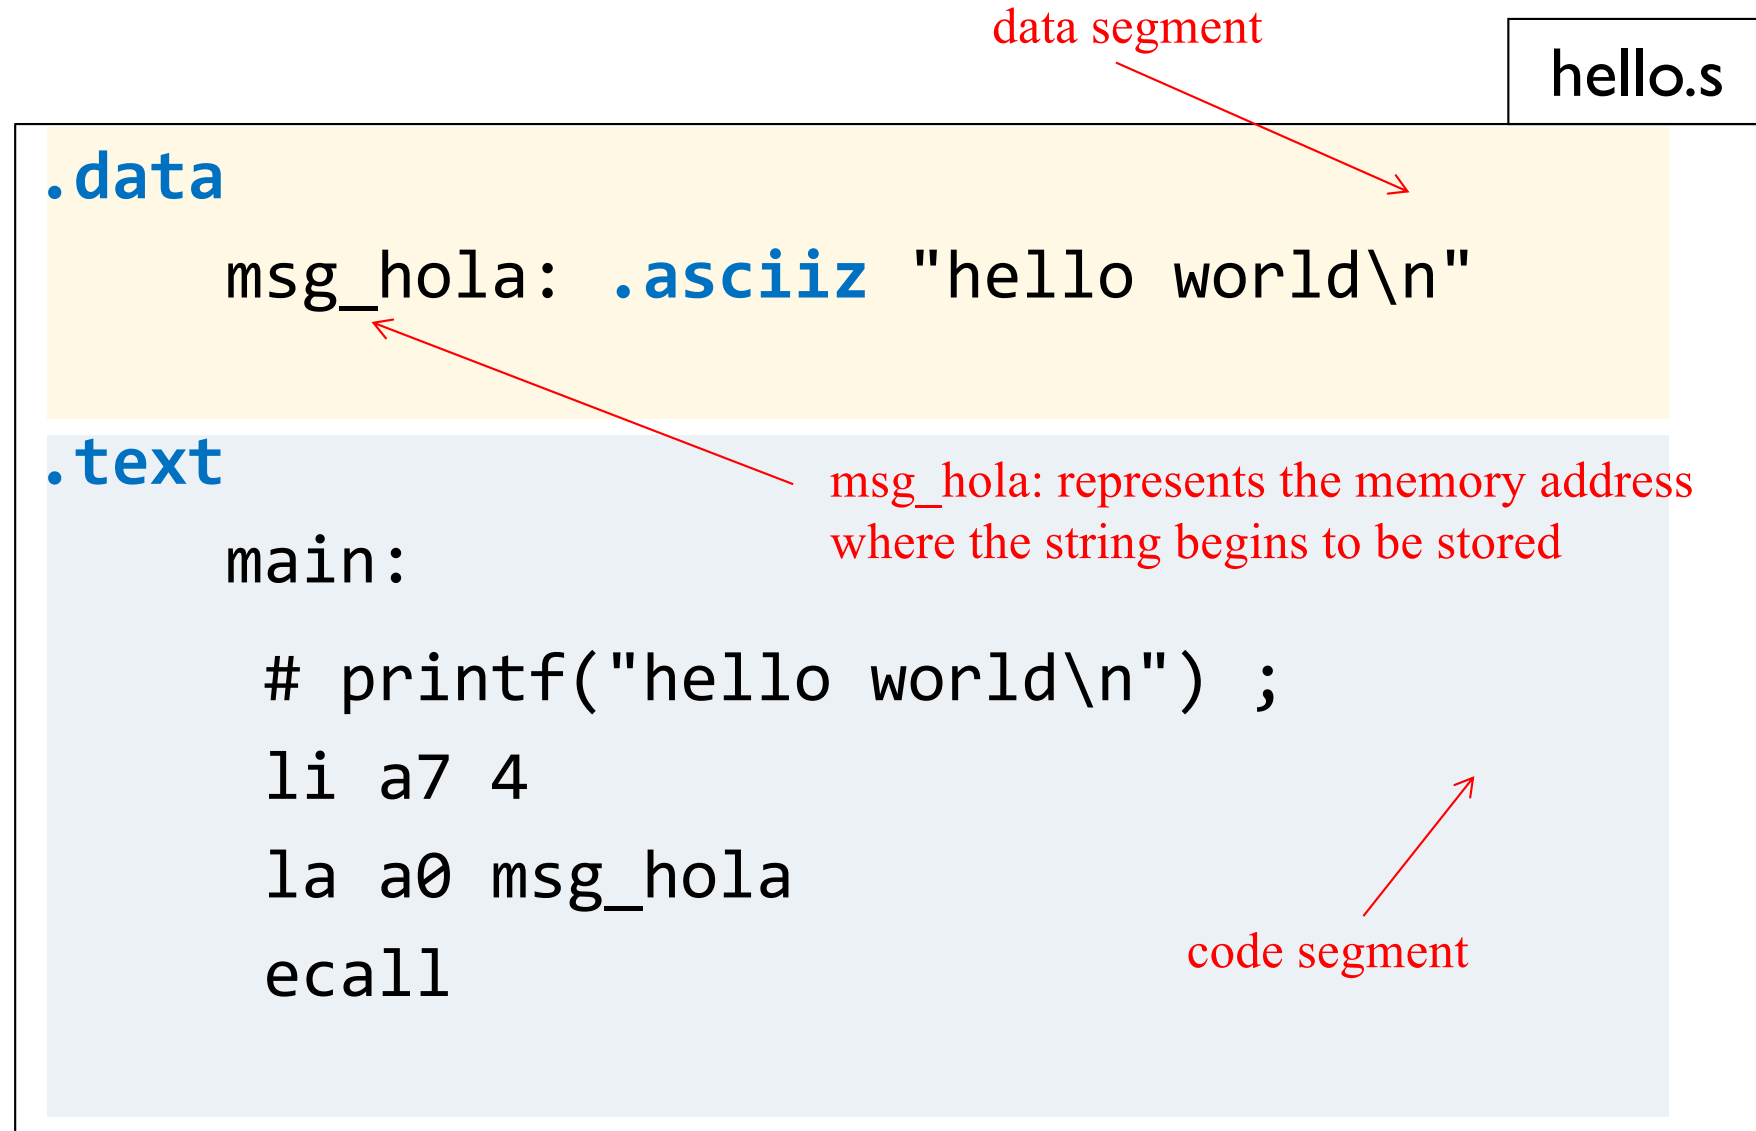 data segment
hello.s
.data
msg_hola: .asciiz "hello world\n"
.text
msg_hola: represents the memory address
where the string begins to be stored
main:
# printf("hello world\n") ;
li a7 4
la a0 msg_hola
ecall
code segment